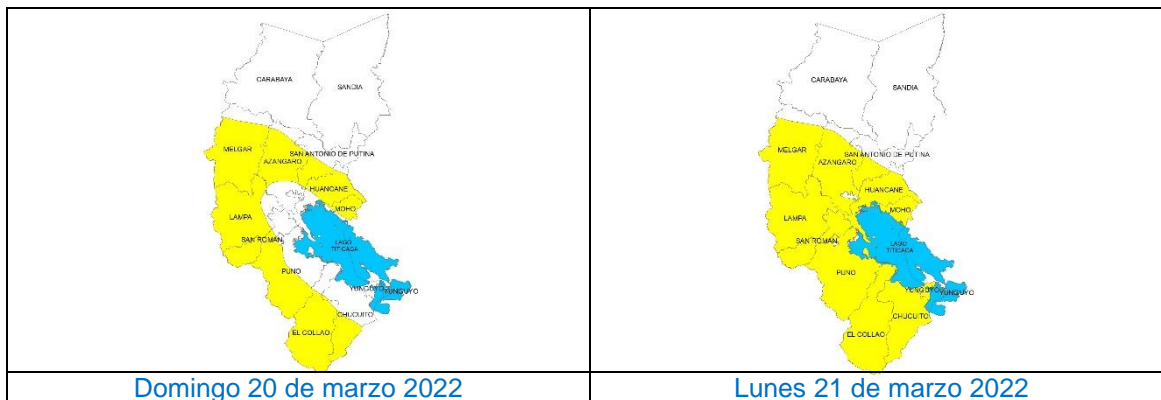 CARABAYA
SANDIA
MELGAR
SAN ANTONIO DE PUTINA
AZANGARO
HUANCANE
MOHO
LAMPA
SAN ROMAN
LAGO
TITICACA
PUNO
YUNGUYO
YUNGUYO
CHUCUITO
EL COLLAO
Domingo 20 de marzo 2022
CARABAYA
SANDIA
MELGAR
SAN ANTONIO DE PUTINA
AZANGARO
HUANCANE
MOHO
LAMPA
SAN ROMAN
LAGO
TITICACA
PUNO
YUNGUYO
YUNGUYO
CHUCUITO
EL COLLAO
Lunes 21 de marzo 2022